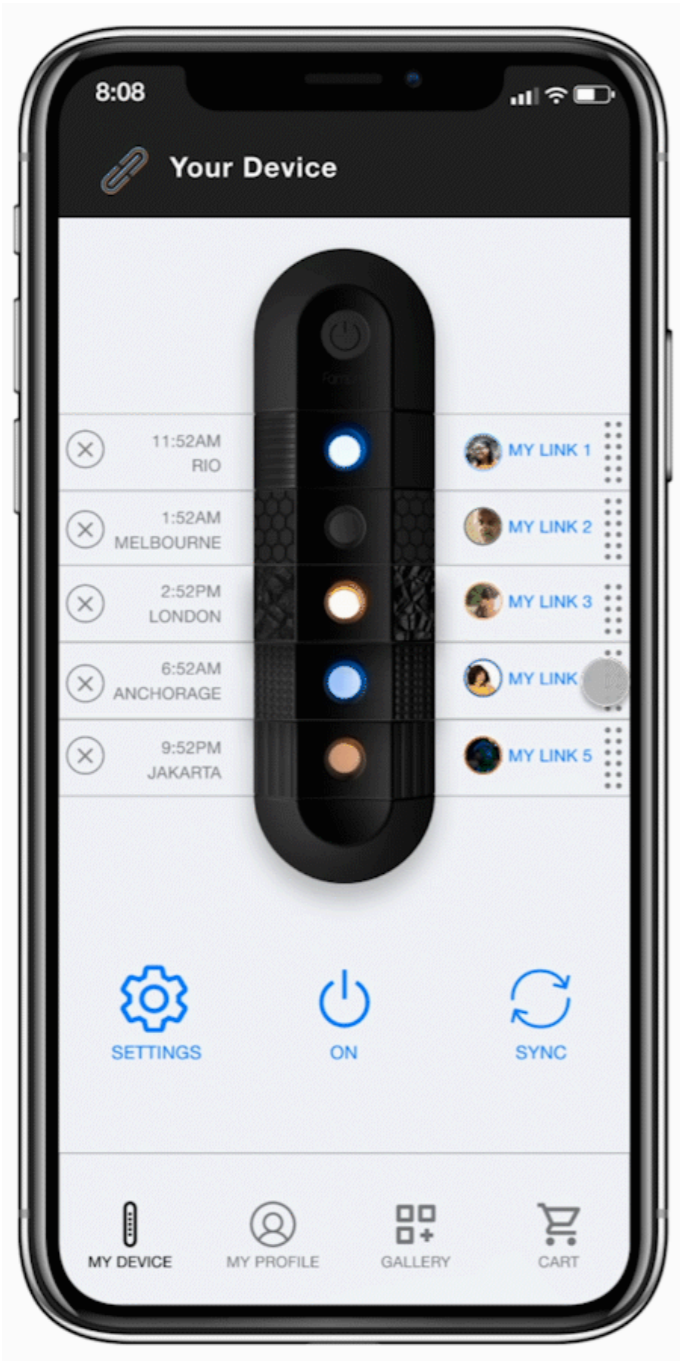 8:08
Your Device
11:52AM
RIO
MY LINK 1
1:52AM
MELBOURNE
MY LINK 2
2:52PM
LONDON
MY LINK 3
6:52AM
ANCHORAGE
MY LINK
9:52PM
JAKARTA
MY LINK 5
SETTINGS
ON
SYNC
MY DEVICE
MY PROFILE
GALLERY
CART